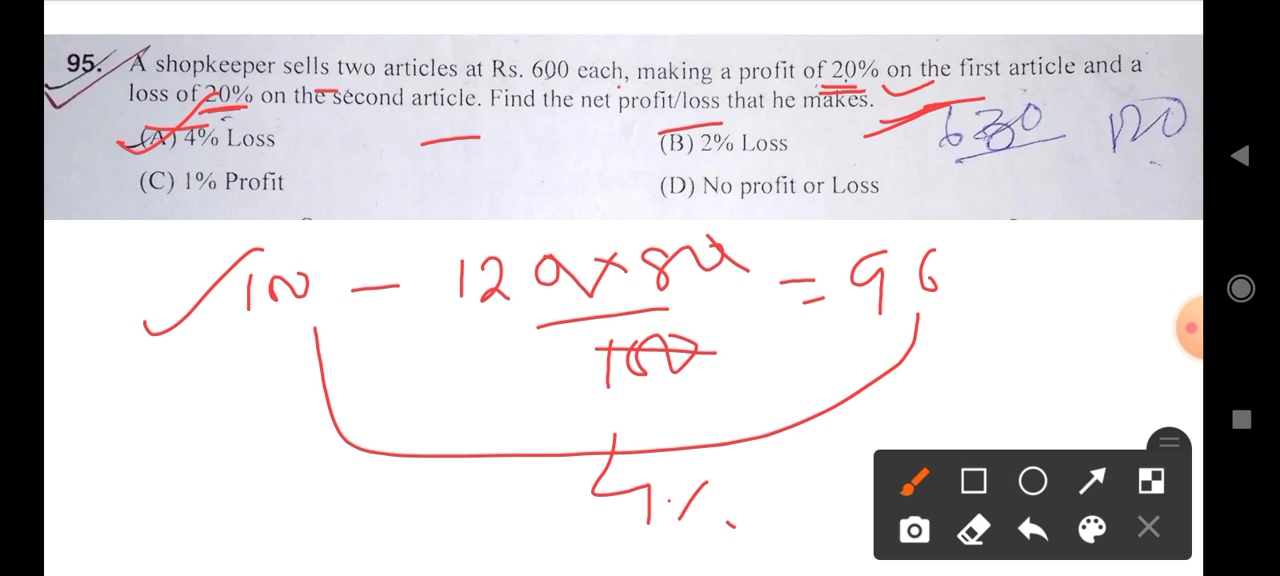 95. A shopkeeper sells two articles at Rs. 600 each, making a profit of 20% on the first article and a
loss of 20% on the second article. Find the net profit/loss that he makes.
(A) 4% Loss
(B) 2% Loss
(C) 1% Profit
(D) No profit or Loss
630 120
100 - 120 x 80 = 96
100
4%